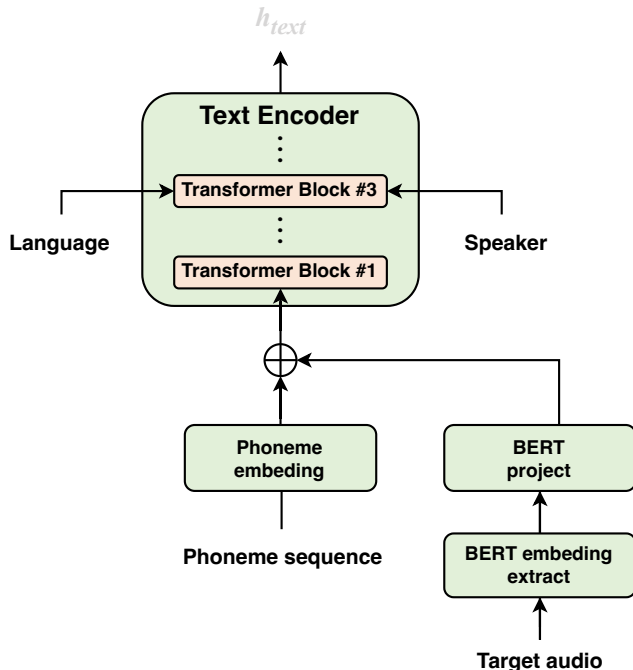 h_text
Text Encoder
Transformer Block #3
Language
Speaker
Transformer Block #1
Phoneme
embeding
BERT
project
Phoneme sequence
BERT embeding
extract
Target audio